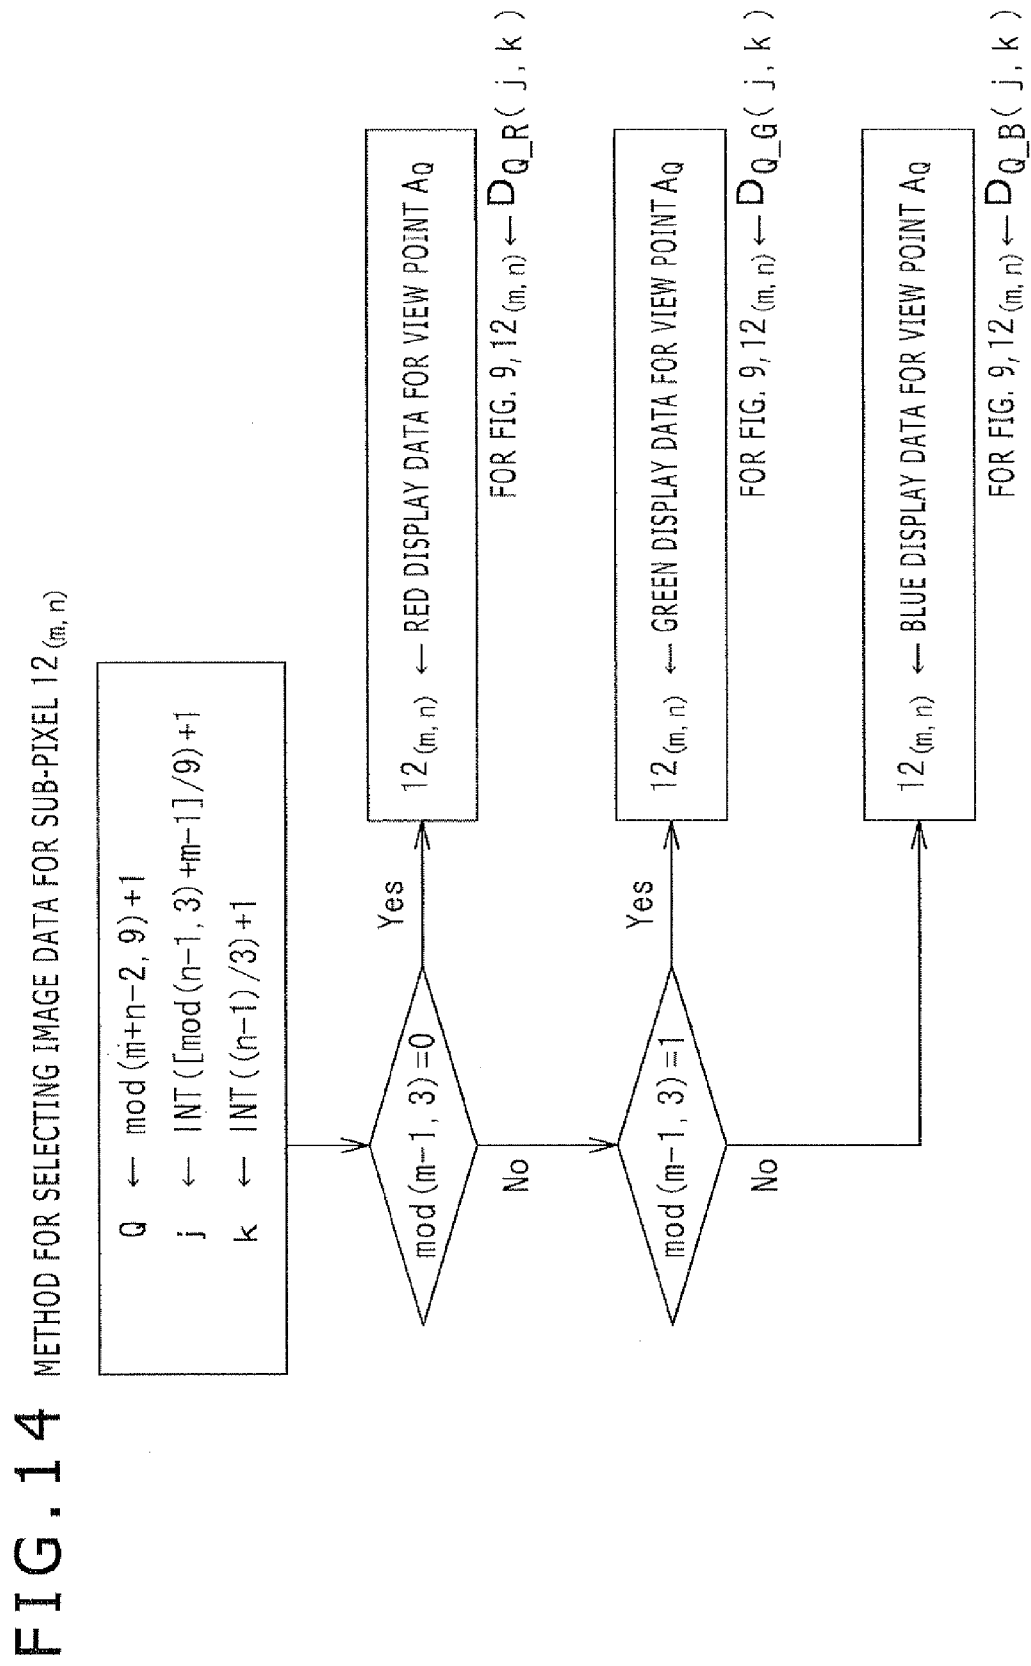 FIG.14
METHOD FOR SELECTING IMAGE DATA FOR SUB-PIXEL 12(m, n)
Q ← mod(m+n-2, 9)+1
j ← INT([mod(n-1, 3)+m-1]/9)+1
k ← INT((n-1)/3)+1
mod(m-1, 3)=0
Yes
12(m, n) ← RED DISPLAY DATA FOR VIEW POINT AQ
FOR FIG. 9, 12(m, n) ← DQ_R( j, k )
No
mod(m-1, 3)=1
Yes
12(m, n) ← GREEN DISPLAY DATA FOR VIEW POINT AQ
FOR FIG. 9, 12(m, n) ← DQ_G( j, k )
No
12(m, n) ← BLUE DISPLAY DATA FOR VIEW POINT AQ
FOR FIG. 9, 12(m, n) ← DQ_B( j, k )